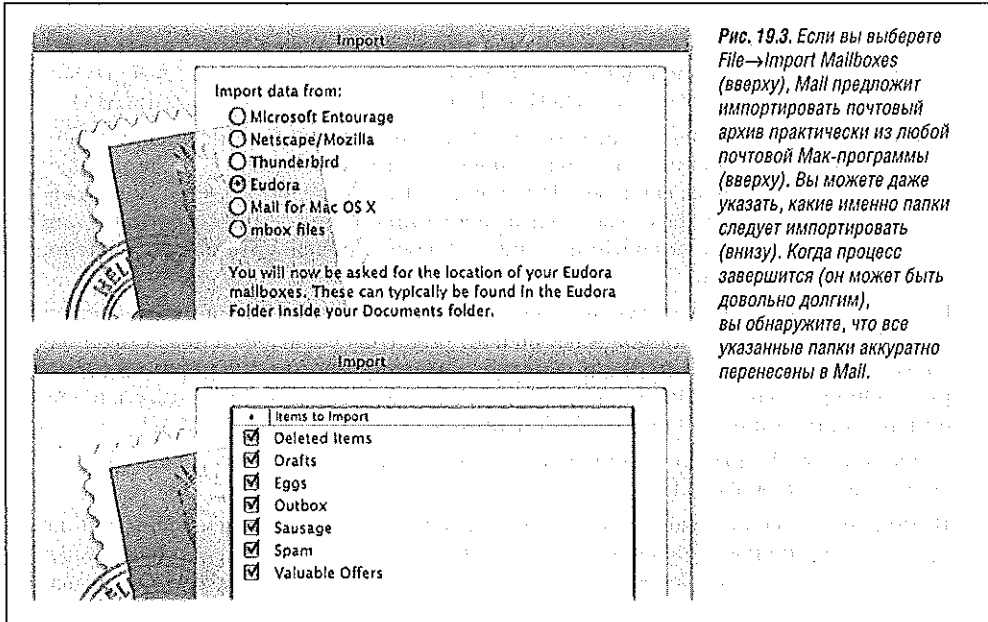 Import
Import data from:
Microsoft Entourage
Netscape/Mozilla
Thunderbird
Eudora
Mail for Mac OS X
mbox files
You will now be asked for the location of your Eudora
mailboxes. These can typically be found in the Eudora
Folder inside your Documents folder.
HEL
Import
Items to Import
Deleted Items
Drafts
Eggs
Outbox
Sausage
Spam
Valuable Offers
HEL
Рис. 19.3. Если вы выберете
File→Import Mailboxes
(вверху), Mail предложит
импортировать почтовый
архив практически из любой
почтовой Мак-программы
(вверху). Вы можете даже
указать, какие именно папки
следует импортировать
(внизу). Когда процесс
завершится (он может быть
довольно долгим),
вы обнаружите, что все
указанные папки аккуратно
перенесены в Mail.